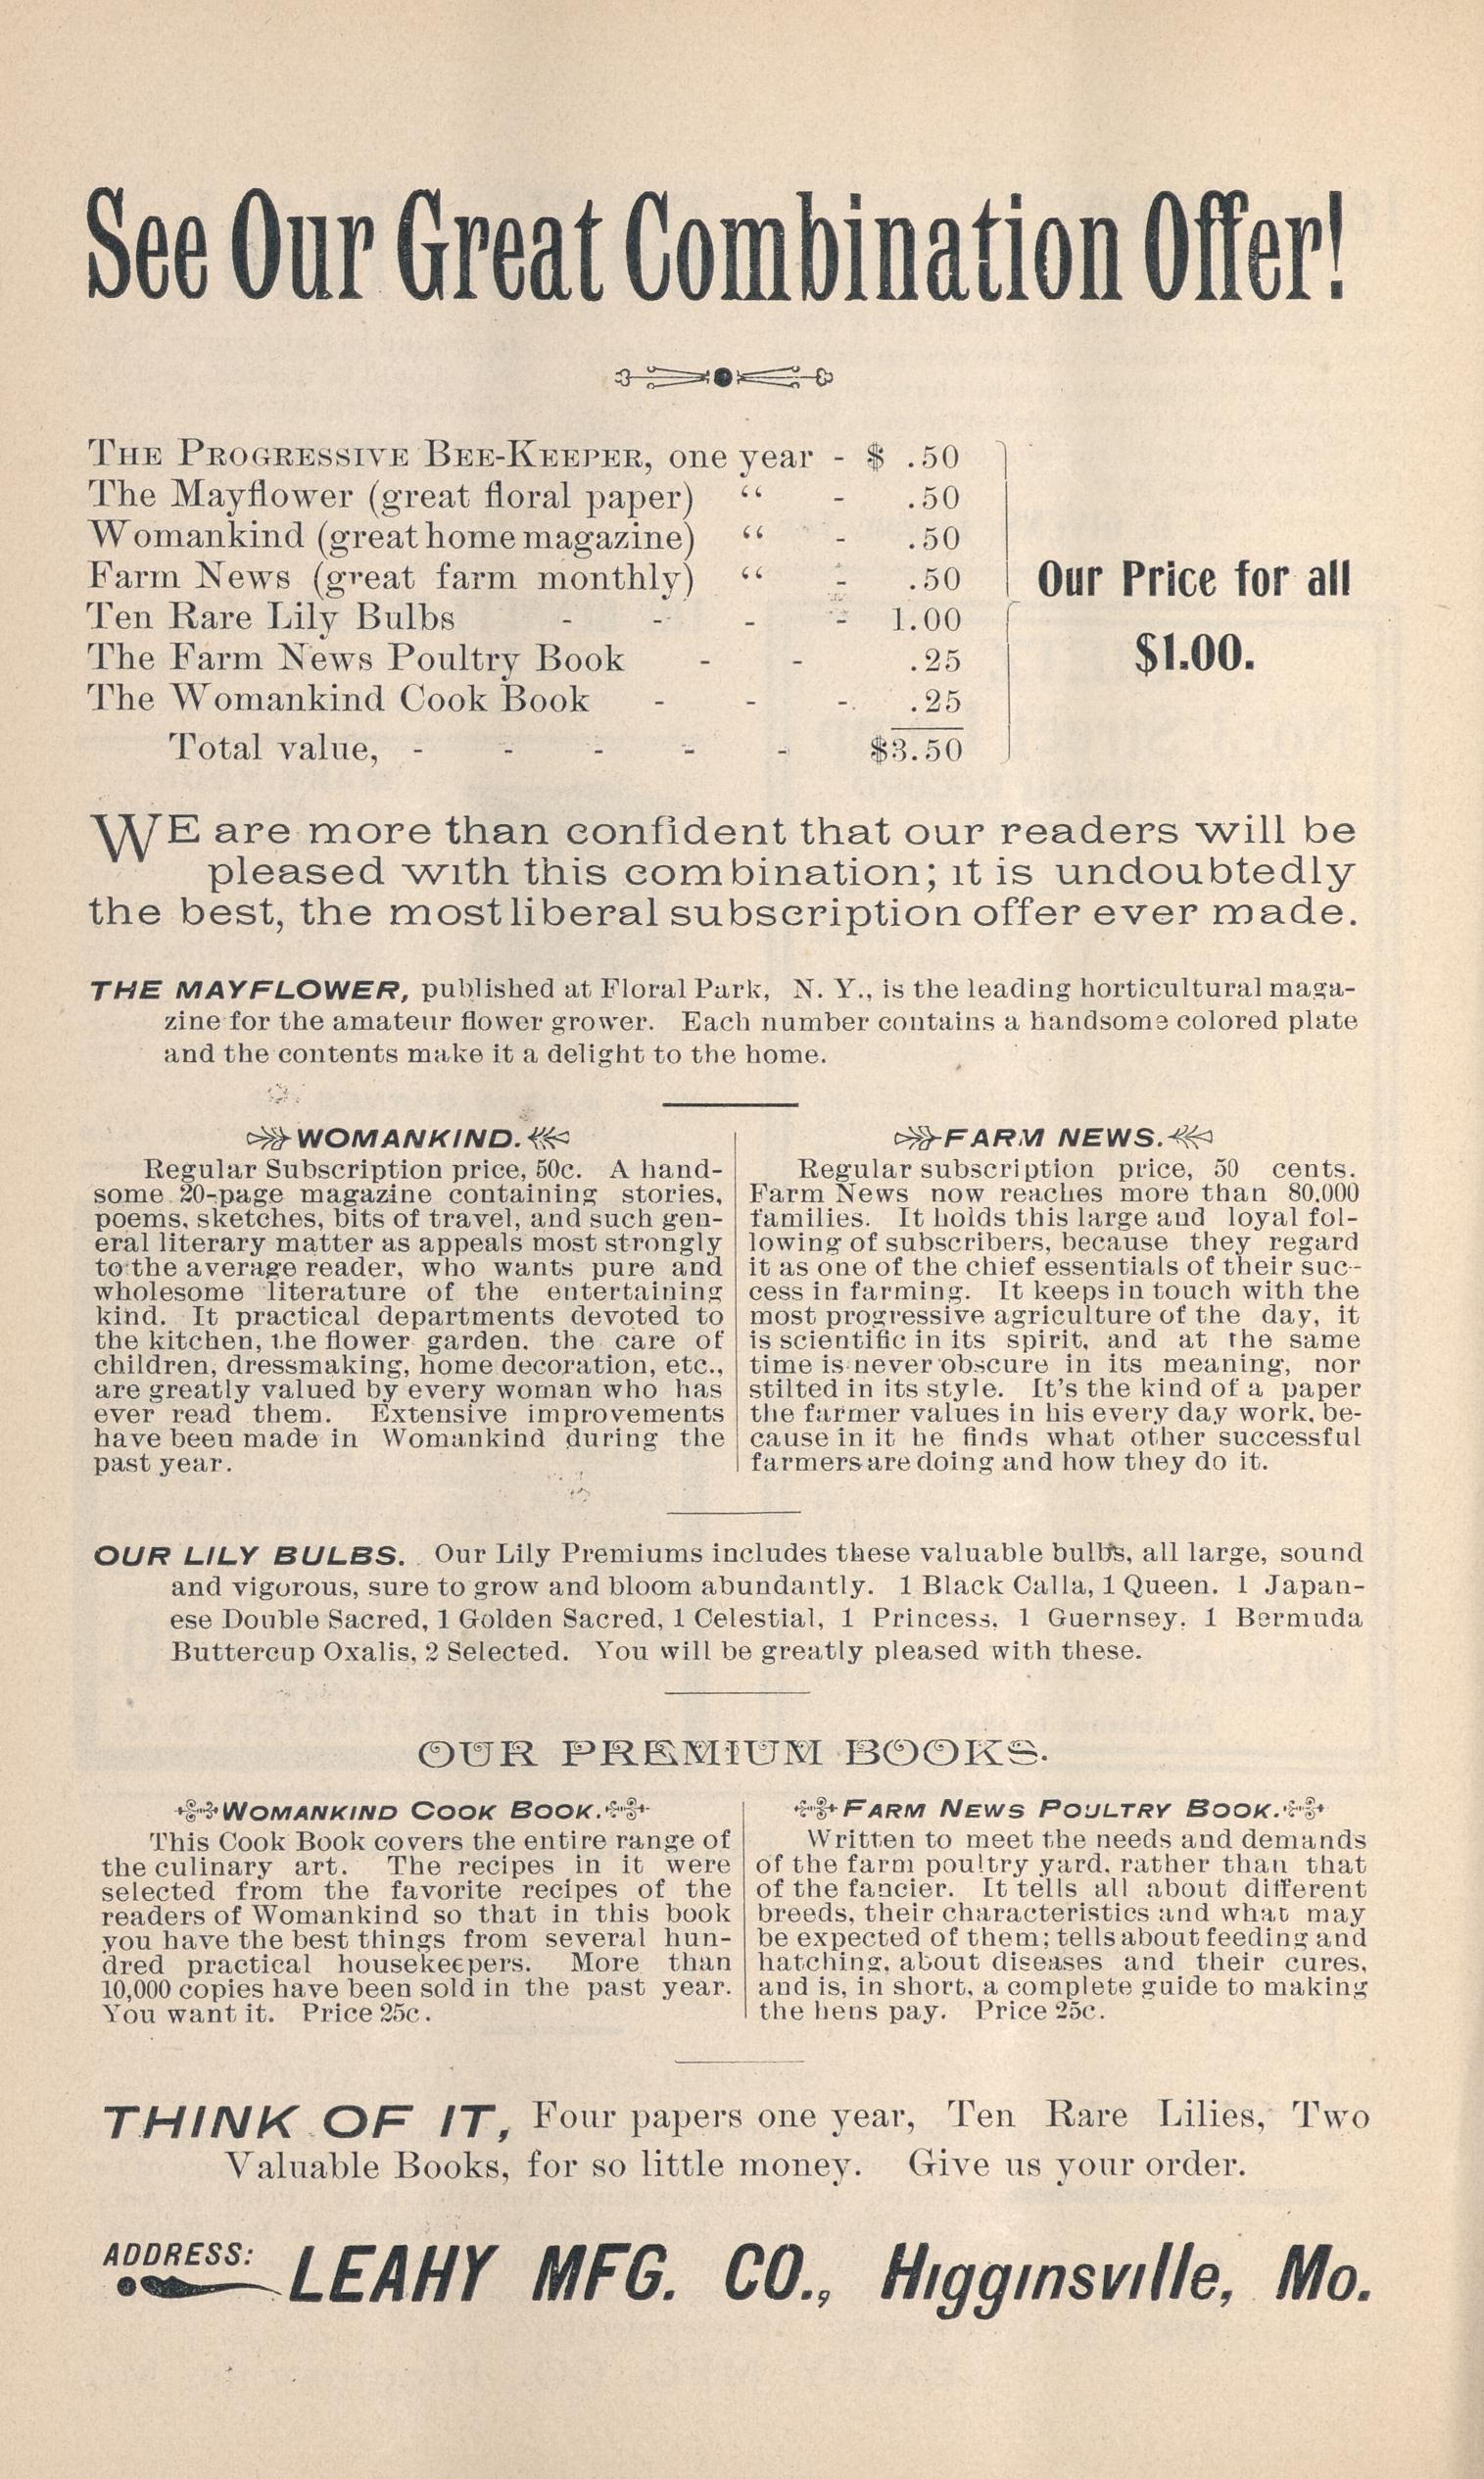 See Our Great Combination Offer!
THE PROGRESSIVE BEE-KEEPER, one year - $ .50
The Mayflower (great floral paper) “ - .50
Womankind (great home magazine) “ - .50
Farm News (great farm monthly) “ - .50
Ten Rare Lily Bulbs - - - - 1.00
The Farm News Poultry Book - - .25
The Womankind Cook Book - - - .25
Total value, - - - - - $3.50
Our Price for all
$1.00.
WE are more than confident that our readers will be
pleased with this combination; it is undoubtedly
the best, the most liberal subscription offer ever made.
THE MAYFLOWER, published at Floral Park, N. Y., is the leading horticultural maga-
zine for the amateur flower grower. Each number contains a handsome colored plate
and the contents make it a delight to the home.
WOMANKIND.
Regular Subscription price, 50c. A hand-
some 20-page magazine containing stories,
poems, sketches, bits of travel, and such gen-
eral literary matter as appeals most strongly
to the average reader, who wants pure and
wholesome literature of the entertaining
kind. It practical departments devoted to
the kitchen, the flower garden, the care of
children, dressmaking, home decoration, etc.,
are greatly valued by every woman who has
ever read them. Extensive improvements
have been made in Womankind during the
past year.
FARM NEWS.
Regular subscription price, 50 cents.
Farm News now reaches more than 80,000
families. It holds this large and loyal fol-
lowing of subscribers, because they regard
it as one of the chief essentials of their suc-
cess in farming. It keeps in touch with the
most progressive agriculture of the day, it
is scientific in its spirit, and at the same
time is never obscure in its meaning, nor
stilted in its style. It's the kind of a paper
the farmer values in his every day work, be-
cause in it he finds what other successful
farmers are doing and how they do it.
OUR LILY BULBS. Our Lily Premiums includes these valuable bulbs, all large, sound
and vigorous, sure to grow and bloom abundantly. 1 Black Calla, 1 Queen, 1 Japan-
ese Double Sacred, 1 Golden Sacred, 1 Celestial, 1 Princess, 1 Guernsey, 1 Bermuda
Buttercup Oxalis, 2 Selected. You will be greatly pleased with these.
OUR PREMIUM BOOKS.
WOMANKIND COOK BOOK.
This Cook Book covers the entire range of
the culinary art. The recipes in it were
selected from the favorite recipes of the
readers of Womankind so that in this book
you have the best things from several hun-
dred practical housekeepers. More than
10,000 copies have been sold in the past year.
You want it. Price 25c.
FARM NEWS POULTRY BOOK.
Written to meet the needs and demands
of the farm poultry yard, rather than that
of the fancier. It tells all about different
breeds, their characteristics and what may
be expected of them; tells about feeding and
hatching, about diseases and their cures,
and is, in short, a complete guide to making
the hens pay. Price 25c.
THINK OF IT, Four papers one year, Ten Rare Lilies, Two
Valuable Books, for so little money. Give us your order.
ADDRESS: LEAHY MFG. CO., Higginsville, Mo.